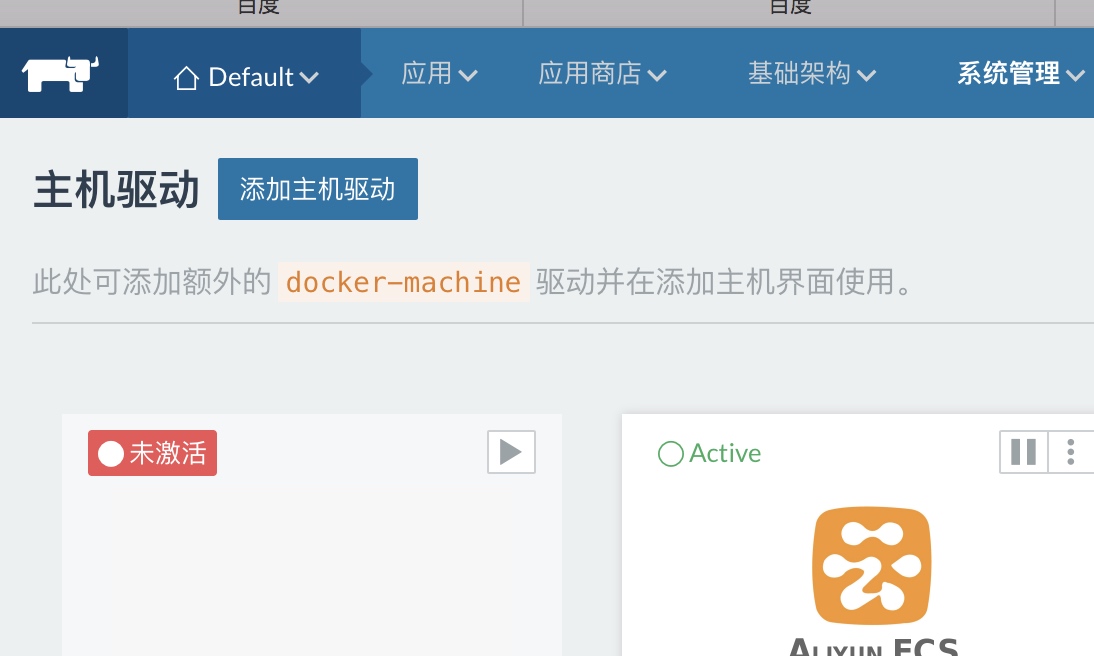 百度 百度
Default 应用 应用商店 基础架构 系统管理
主机驱动 添加主机驱动
此处可添加额外的 docker-machine 驱动并在添加主机界面使用。
未激活 Active
ALIYUN ECS